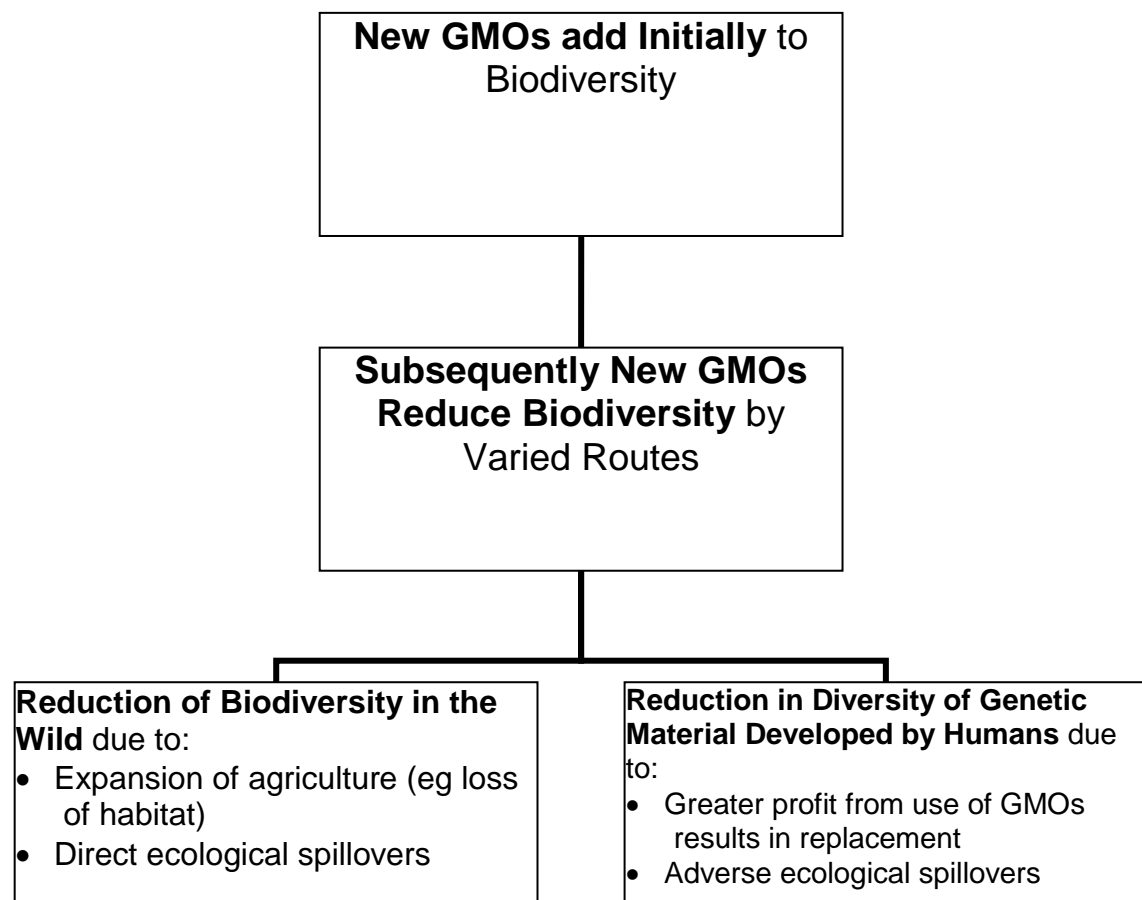 New GMOs add Initially to
Biodiversity
Subsequently New GMOs
Reduce Biodiversity by
Varied Routes
Reduction of Biodiversity in the
Wild due to:
• Expansion of agriculture (eg loss
of habitat)
• Direct ecological spillovers
Reduction in Diversity of Genetic
Material Developed by Humans due
to:
• Greater profit from use of GMOs
results in replacement
• Adverse ecological spillovers